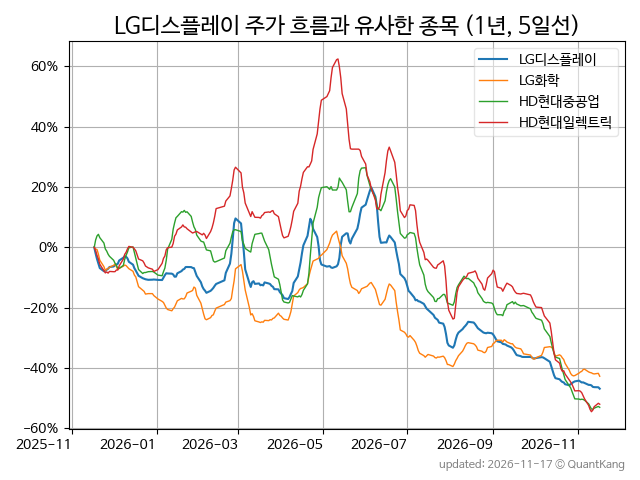 LG디스플레이 주가 흐름과 유사한 종목 (1년, 5일선)
LG디스플레이
LG화학
HD현대중공업
HD현대일렉트릭
60%
40%
20%
0%
−20%
−40%
−60%
2025-11 2026-01 2026-03 2026-05 2026-07 2026-09 2026-11
updated: 2026-11-17 © QuantKang